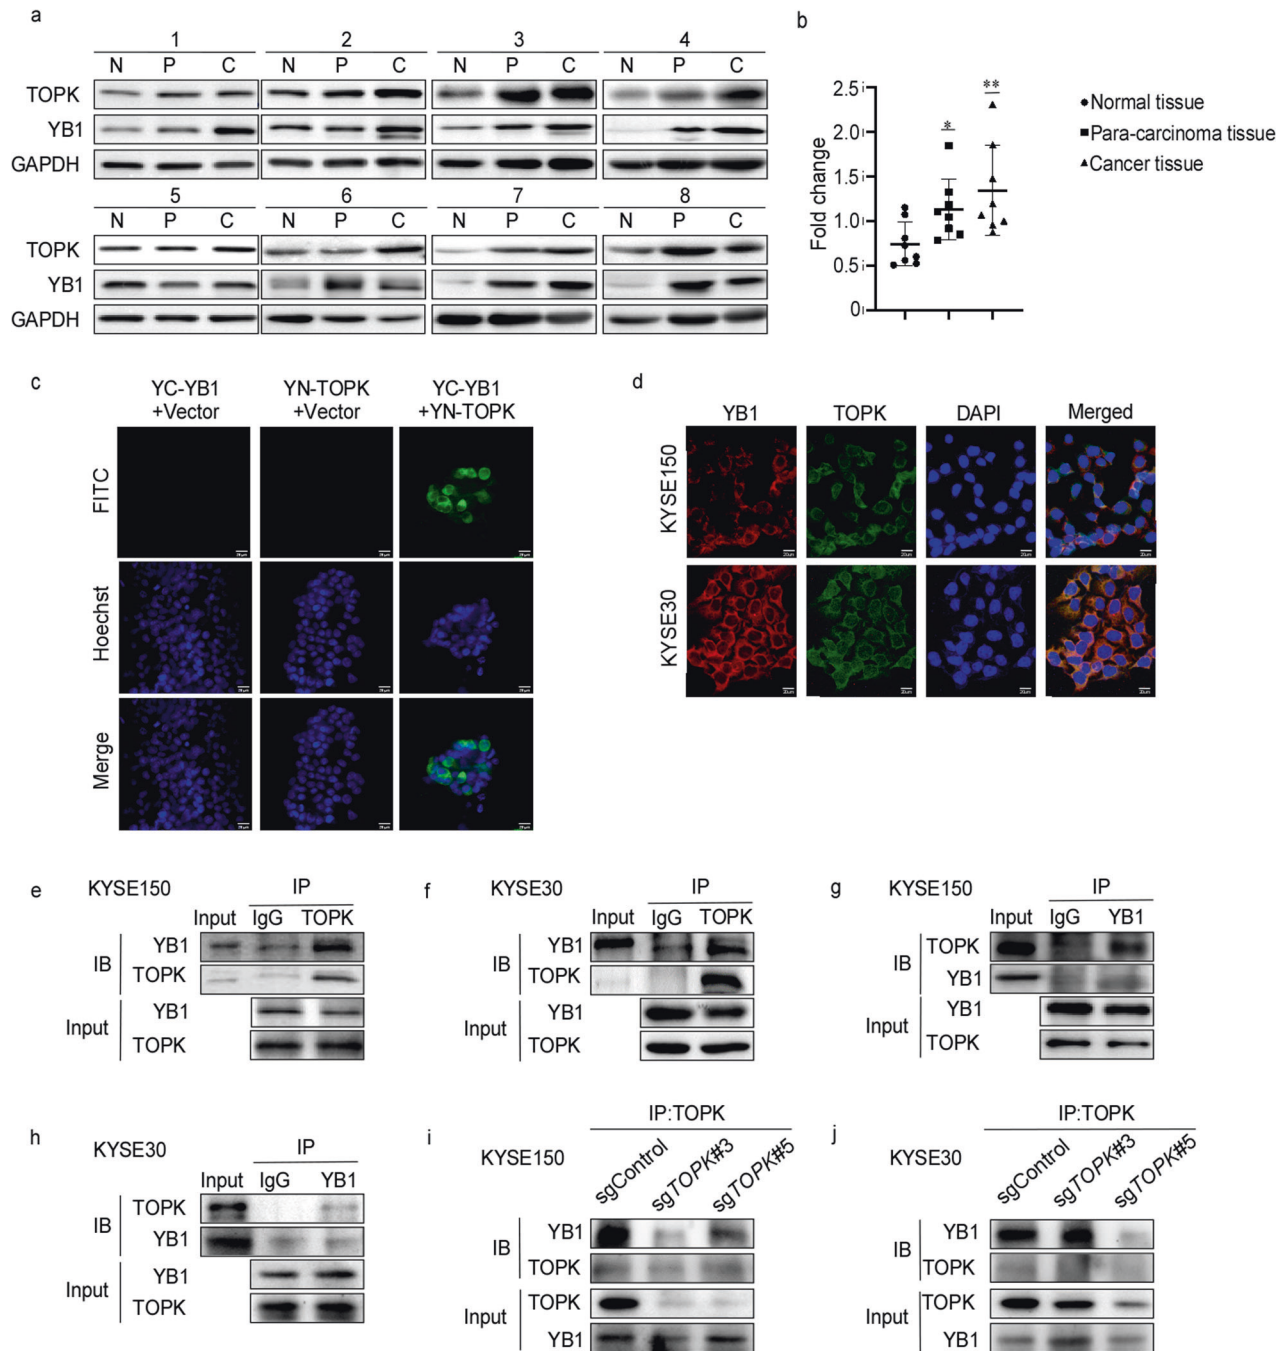 a
1 2 3 4
N P C N P C N P C N P C
TOPK
YB1
GAPDH
5 6 7 8
N P C N P C N P C N P C
TOPK
YB1
GAPDH
b
Fold change
2.5
2.0
1.5
1.0
0.5
0
*
**
Normal tissue
Para-carcinoma tissue
Cancer tissue
c
YC-YB1
+Vector
YN-TOPK
+Vector
YC-YB1
+YN-TOPK
FITC
Hoechst
Merge
d
YB1 TOPK DAPI Merged
KYSE150
KYSE30
e
KYSE150
IP
Input IgG TOPK
IB
YB1
TOPK
Input
YB1
TOPK
f
KYSE30
IP
Input IgG TOPK
IB
YB1
TOPK
Input
YB1
TOPK
g
KYSE150
IP
Input IgG YB1
IB
TOPK
YB1
Input
YB1
TOPK
h
KYSE30
IP
Input IgG YB1
IB
TOPK
YB1
Input
YB1
TOPK
i
KYSE150
IP:TOPK
sgControl sgTOPK#3 sgTOPK#5
IB
YB1
TOPK
Input
TOPK
YB1
j
KYSE30
IP:TOPK
sgControl sgTOPK#3 sgTOPK#5
IB
YB1
TOPK
Input
TOPK
YB1